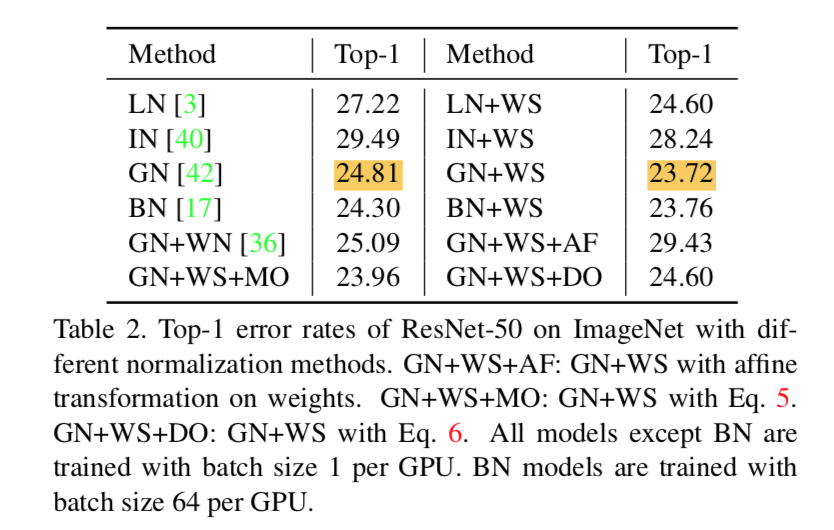 Method Top-1 Method Top-1
LN [3] 27.22 LN+WS 24.60
IN [40] 29.49 IN+WS 28.24
GN [42] 24.81 GN+WS 23.72
BN [17] 24.30 BN+WS 23.76
GN+WN [36] 25.09 GN+WS+AF 29.43
GN+WS+MO 23.96 GN+WS+DO 24.60
Table 2. Top-1 error rates of ResNet-50 on ImageNet with dif-
ferent normalization methods. GN+WS+AF: GN+WS with affine
transformation on weights. GN+WS+MO: GN+WS with Eq. 5.
GN+WS+DO: GN+WS with Eq. 6. All models except BN are
trained with batch size 1 per GPU. BN models are trained with
batch size 64 per GPU.